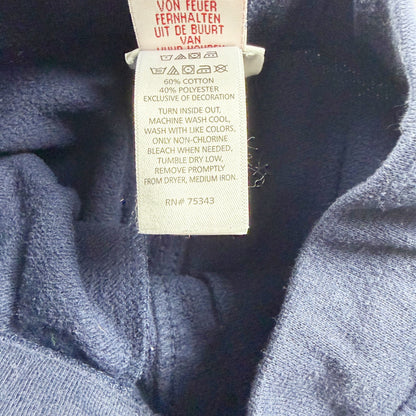 VON FEUER
FERNHALTEN
UIT DE BUURT
VAN
VUUR HOUDEN
60% COTTON
40% POLYESTER
EXCLUSIVE OF DECORATION
TURN INSIDE OUT,
MACHINE WASH COOL,
WASH WITH LIKE COLORS,
ONLY NON-CHLORINE
BLEACH WHEN NEEDED,
TUMBLE DRY LOW,
REMOVE PROMPTLY
FROM DRYER, MEDIUM IRON.
RN# 75343